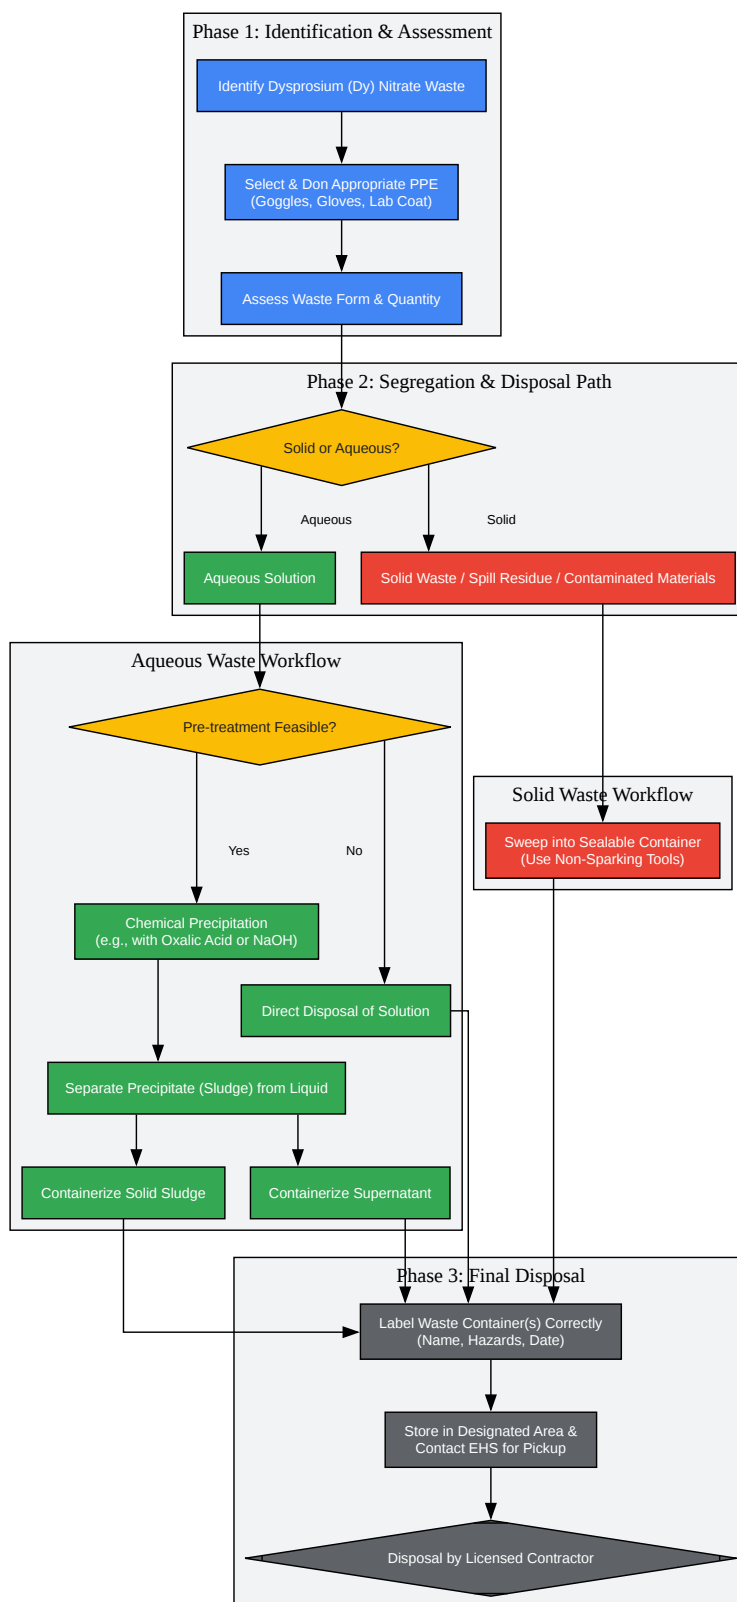 Phase 1: Identification & Assessment
Identify Dysprosium (Dy) Nitrate Waste
Select & Don Appropriate PPE
(Goggles, Gloves, Lab Coat)
Assess Waste Form & Quantity
Phase 2: Segregation & Disposal Path
Solid or Aqueous?
Aqueous
Solid
Aqueous Solution
Solid Waste / Spill Residue / Contaminated Materials
Aqueous Waste Workflow
Pre-treatment Feasible?
Yes
No
Solid Waste Workflow
Sweep into Sealable Container
(Use Non-Sparking Tools)
Chemical Precipitation
(e.g., with Oxalic Acid or NaOH)
Direct Disposal of Solution
Separate Precipitate (Sludge) from Liquid
Containerize Solid Sludge
Containerize Supernatant
Phase 3: Final Disposal
Label Waste Container(s) Correctly
(Name, Hazards, Date)
Store in Designated Area &
Contact EHS for Pickup
Disposal by Licensed Contractor